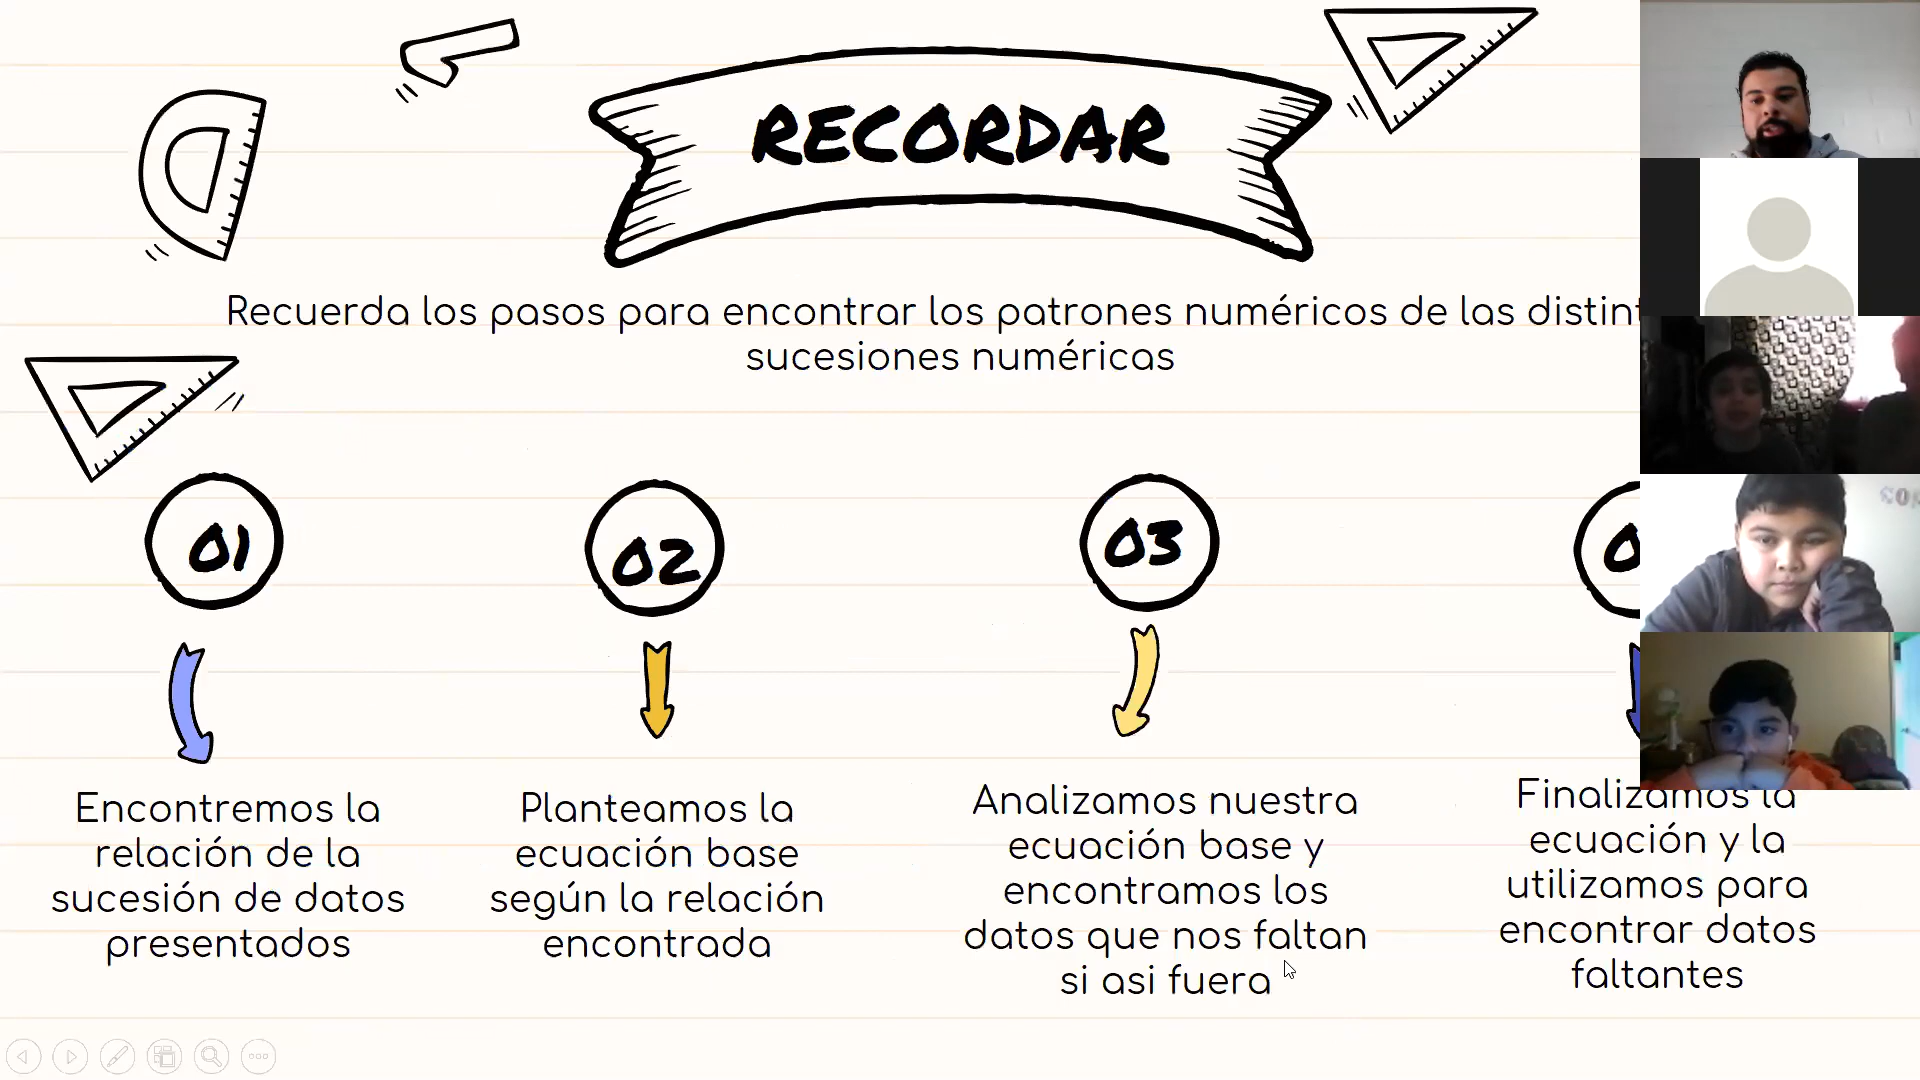 RECORDAR
Recuerda los pasos para encontrar los patrones numéricos de las
sucesiones numéricas
01
02
03
Encontremos la
relación de la
sucesión de datos
presentados
Planteamos la
ecuación base
según la relación
encontrada
Analizamos nuestra
ecuación base y
encontramos los
datos que nos faltan
si asi fuera
Finalizamos la
ecuación y la
utilizamos para
encontrar datos
faltantes